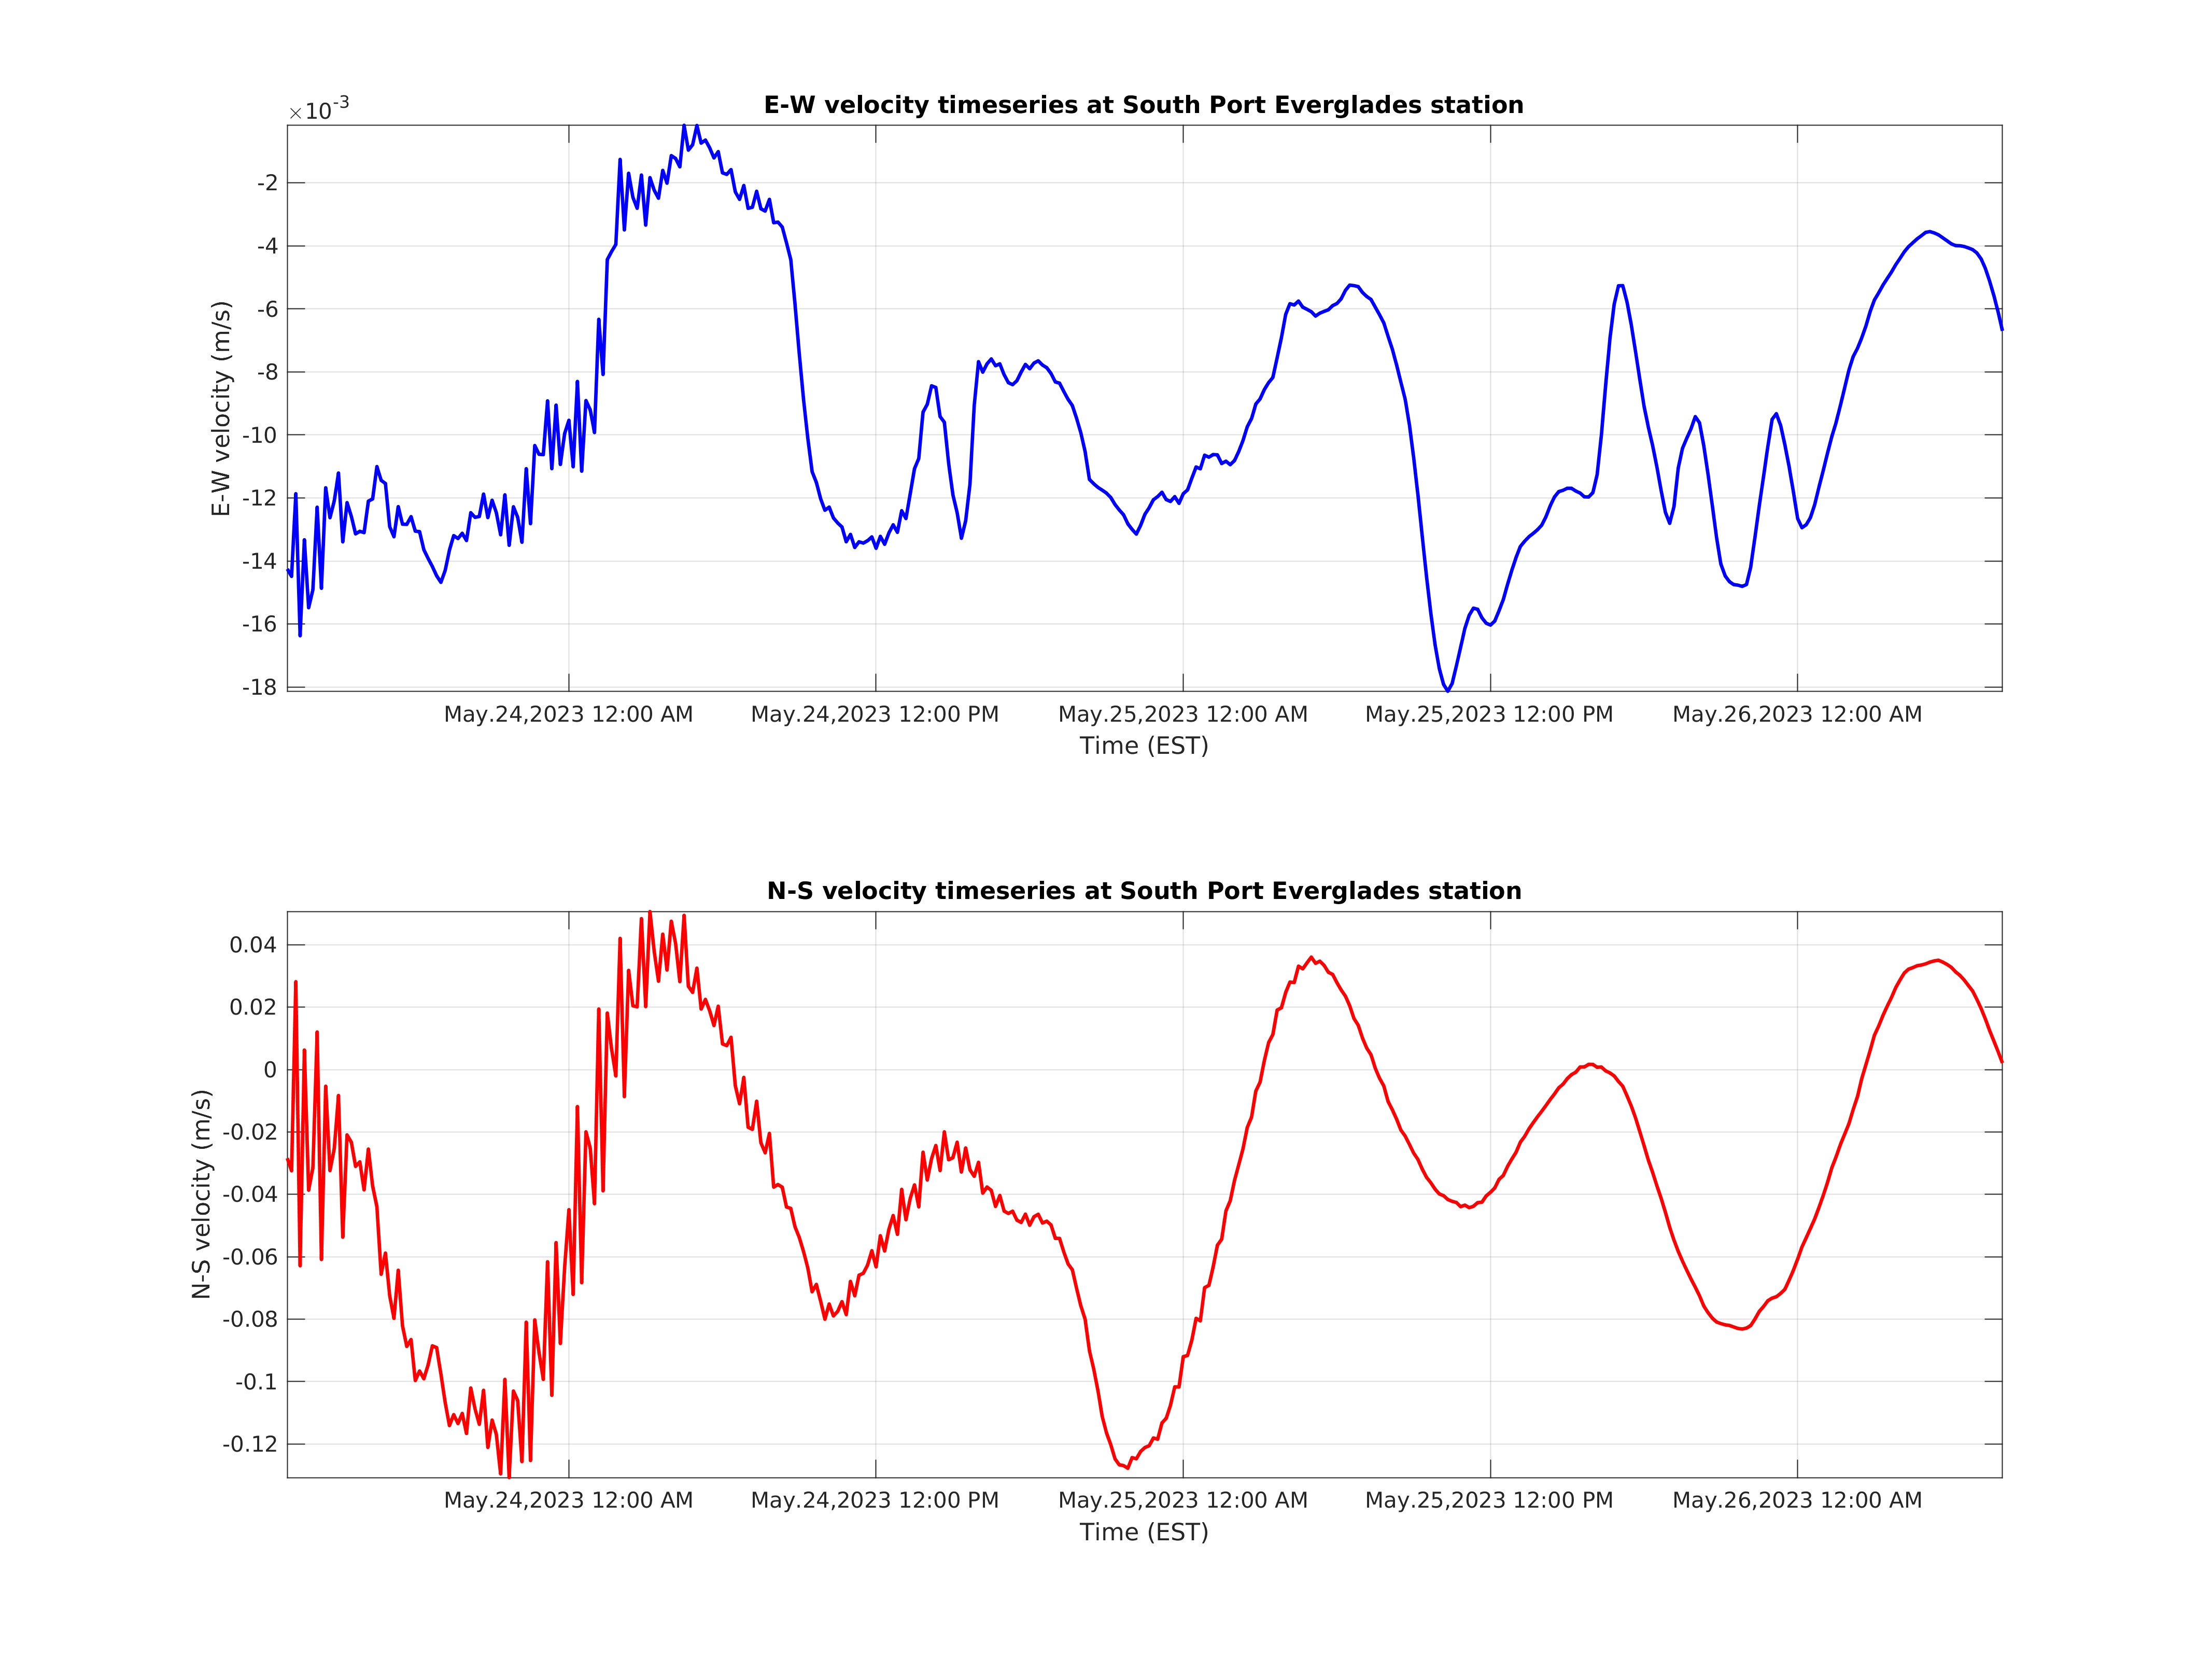 E-W velocity timeseries at South Port Everglades station
×10-3
-2
-4
-6
-8
-10
-12
-14
-16
-18
E-W velocity (m/s)
May.24,2023 12:00 AM May.24,2023 12:00 PM May.25,2023 12:00 AM May.25,2023 12:00 PM May.26,2023 12:00 AM
Time (EST)
N-S velocity timeseries at South Port Everglades station
0.04
0.02
0
-0.02
-0.04
-0.06
-0.08
-0.1
-0.12
N-S velocity (m/s)
May.24,2023 12:00 AM May.24,2023 12:00 PM May.25,2023 12:00 AM May.25,2023 12:00 PM May.26,2023 12:00 AM
Time (EST)